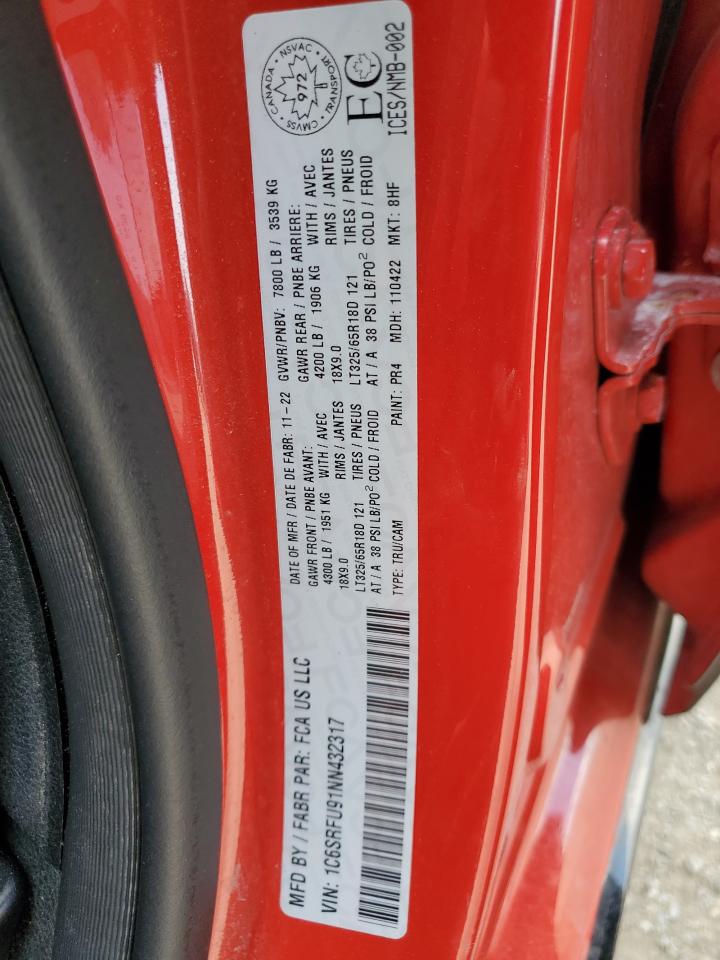 MFD BY / FABR PAR: FCA US LLC
DATE OF MFR / DATE DE FABR: 11-22 GVWR/PNBV: 7800 LB / 3539 KG
GAWR FRONT / PNBE AVANT:
4300 LB / 1951 KG WITH / AVEC
18X9.0 RIMS / JANTES
LT325/65R18D 121 TIRES / PNEUS
AT / A 38 PSI LB/PO² COLD / FROID
GAWR REAR / PNBE ARRIERE:
4200 LB / 1906 KG WITH / AVEC
18X9.0 RIMS / JANTES
LT325/65R18D 121 TIRES / PNEUS
AT / A 38 PSI LB/PO² COLD / FROID
VIN: 1C6SRFU91NN432317
TYPE: TRU/CAM PAINT: PR4 MDH: 110422 MKT: 8HF
CANADA • NSVAC • TRANSPORT • CMVSS
972
EC
ICES/NMB-002